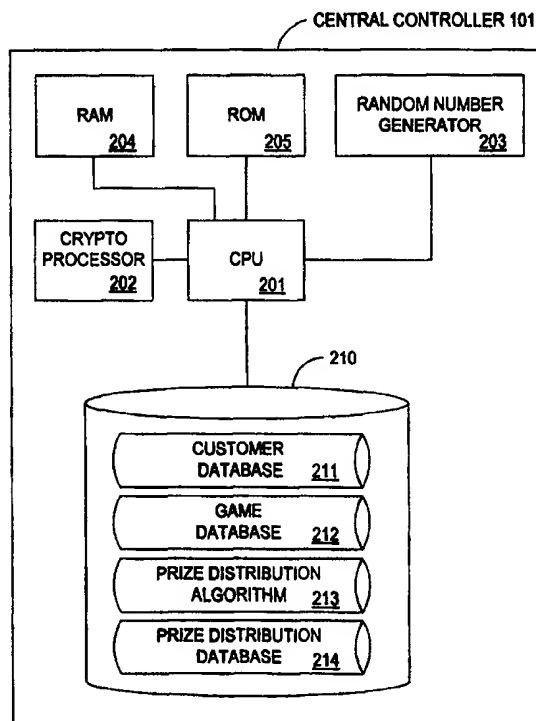 CENTRAL CONTROLLER 101
RAM
204
ROM
205
RANDOM NUMBER
GENERATOR
203
CRYPTO
PROCESSOR
202
CPU
201
210
CUSTOMER
DATABASE
211
GAME
DATABASE
212
PRIZE DISTRIBUTION
ALGORITHM
213
PRIZE DISTRIBUTION
DATABASE
214